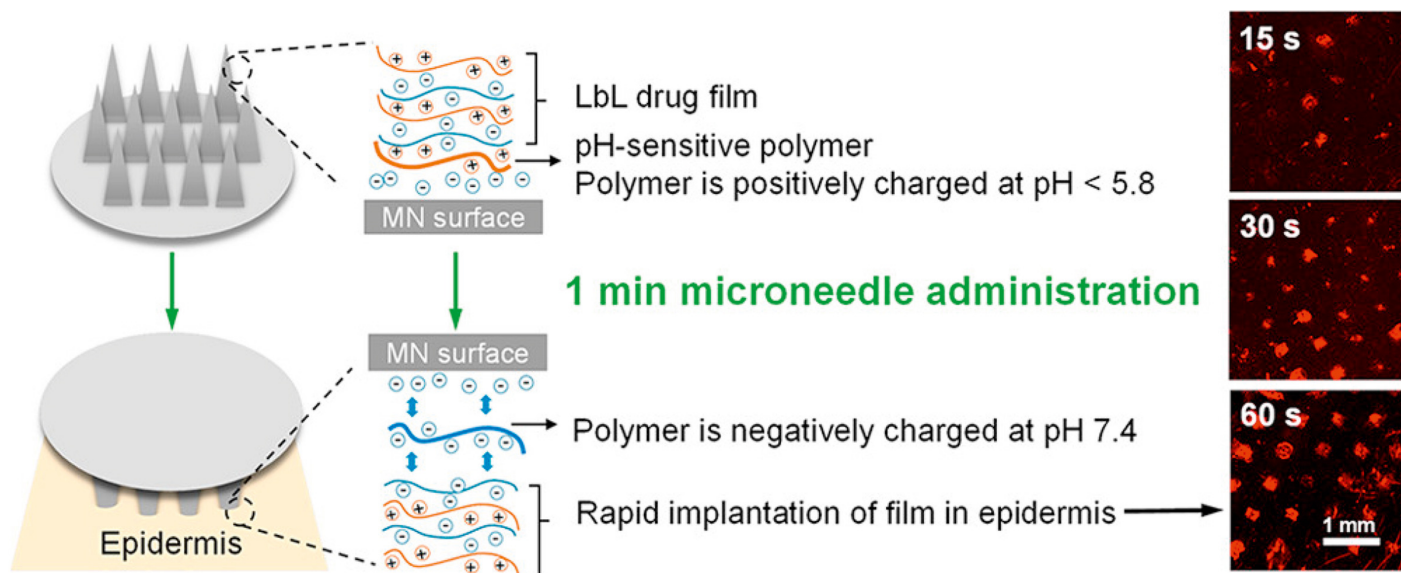 LbL drug film
pH-sensitive polymer
Polymer is positively charged at pH < 5.8
MN surface
1 min microneedle administration
MN surface
Polymer is negatively charged at pH 7.4
Rapid implantation of film in epidermis
Epidermis
15 s
30 s
60 s
1 mm